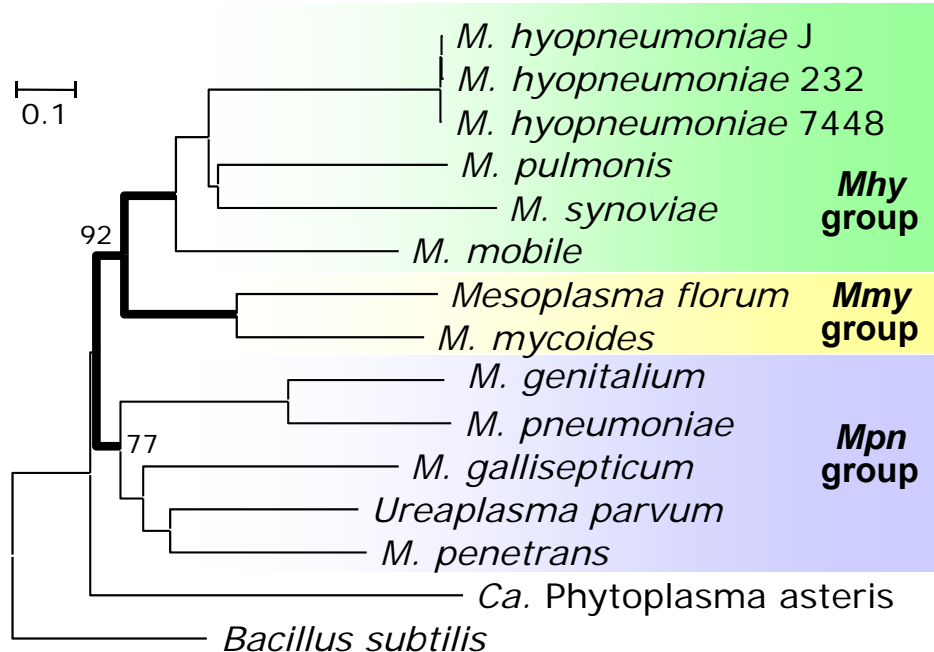 M. hyopneumoniae J
M. hyopneumoniae 232
0.1
M. hyopneumoniae 7448
M. pulmonis
Mhy
group
M. synoviae
92
M. mobile
Mesoplasma florum
Mmy
group
M. mycoides
M. genitalium
M. pneumoniae
Mpn
group
77
M. gallisepticum
Ureaplasma parvum
M. penetrans
Ca. Phytoplasma asteris
Bacillus subtilis